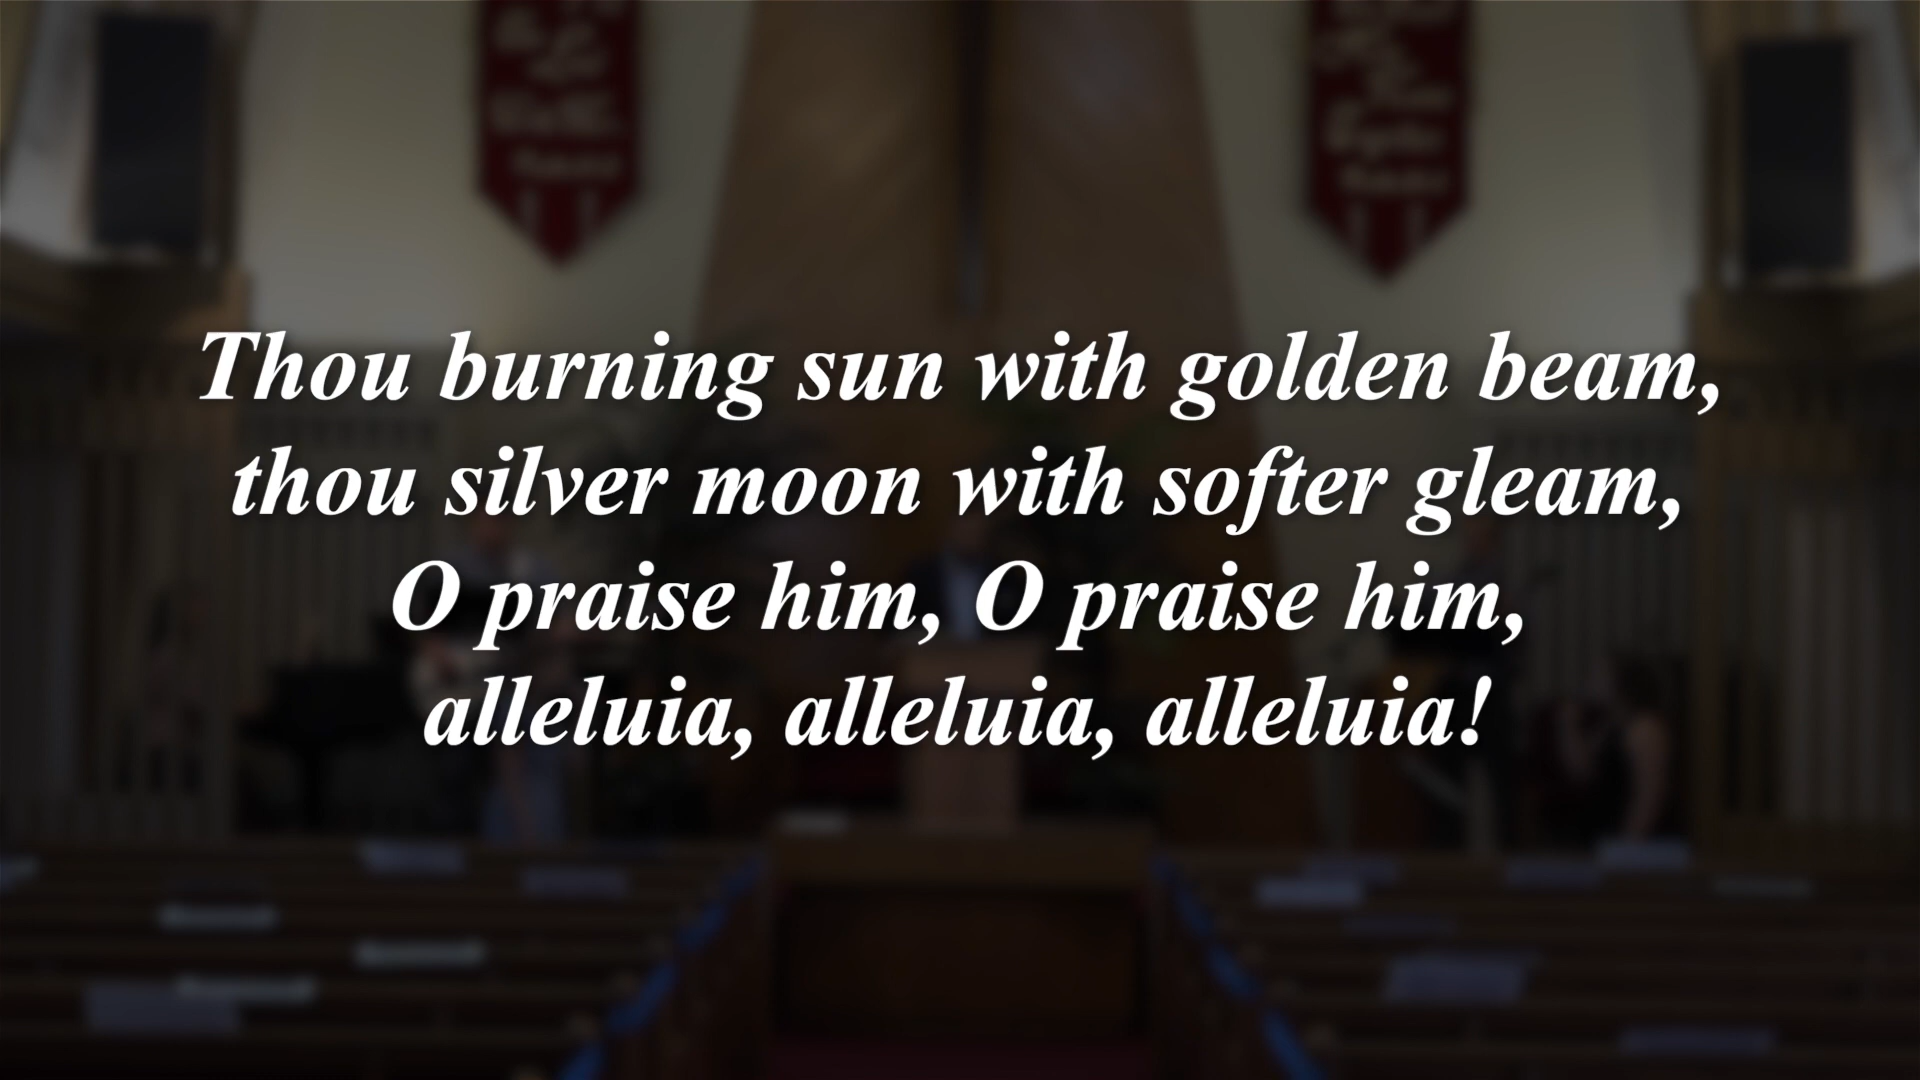 Thou burning sun with golden beam,
thou silver moon with softer gleam,
O praise him, O praise him,
alleluia, alleluia, alleluia!